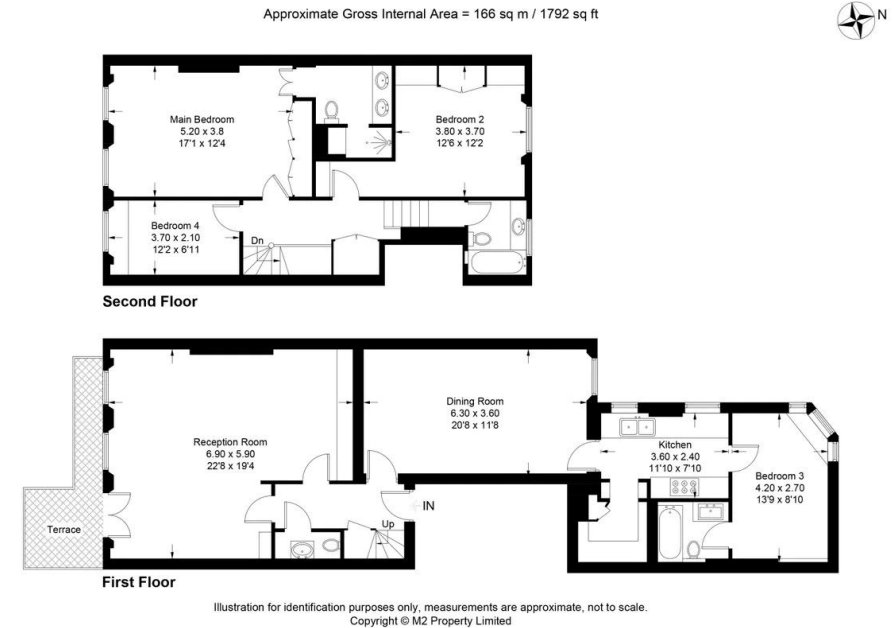 Approximate Gross Internal Area = 166 sq m / 1792 sq ft
N
Main Bedroom
5.20 x 3.8
17'1 x 12'4
Bedroom 2
3.80 x 3.70
12'6 x 12'2
Bedroom 4
3.70 x 2.10
12'2 x 6'11
Dn
Second Floor
Reception Room
6.90 x 5.90
22'8 x 19'4
Dining Room
6.30 x 3.60
20'8 x 11'8
Kitchen
3.60 x 2.40
11'10 x 7'10
Bedroom 3
4.20 x 2.70
13'9 x 8'10
IN
Up
Terrace
First Floor
Illustration for identification purposes only, measurements are approximate, not to scale.
Copyright © M2 Property Limited